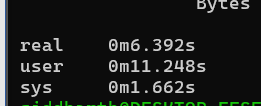 Bytes
real 0m6.392s
user 0m11.248s
sys 0m1.662s